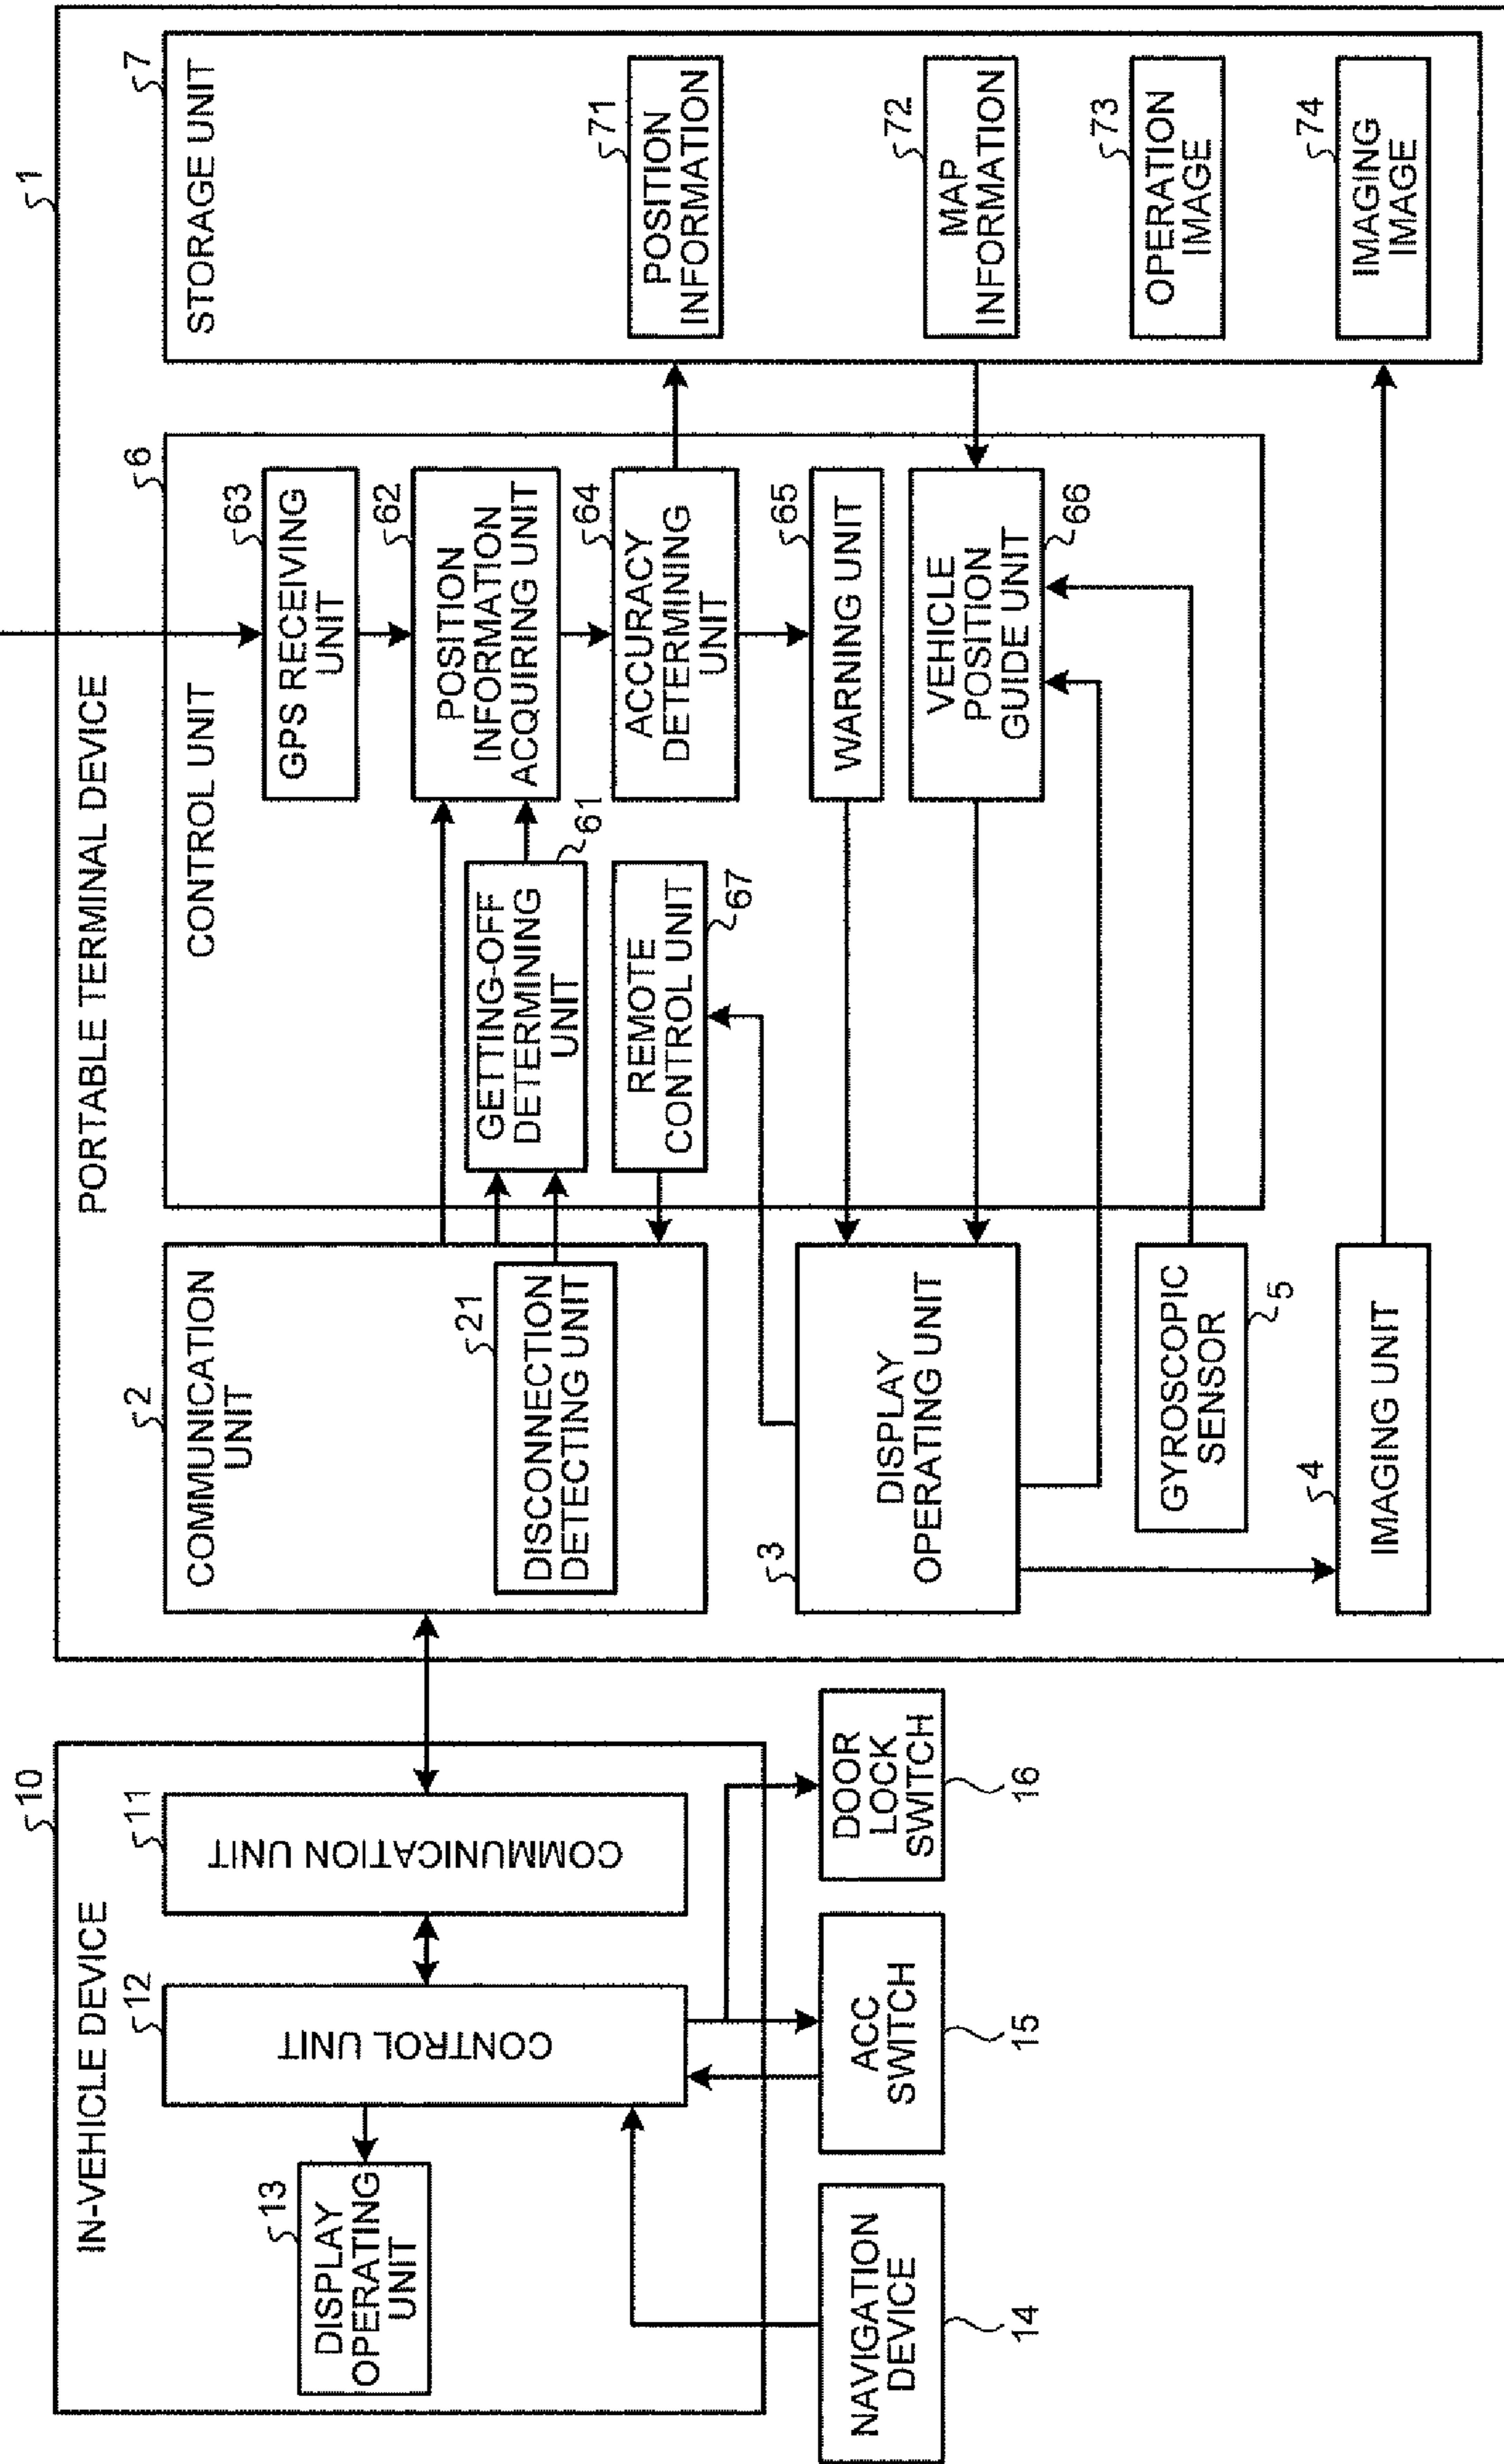 IN-VEHICLE DEVICE
10
13
DISPLAY
OPERATING
UNIT
12
CONTROL UNIT
11
COMMUNICATION UNIT
NAVIGATION
DEVICE
14
ACC
SWITCH
15
DOOR
LOCK
SWITCH
16
PORTABLE TERMINAL DEVICE
1
2
COMMUNICATION
UNIT
21
DISCONNECTION
DETECTING UNIT
3
DISPLAY
OPERATING UNIT
GYROSCOPIC
SENSOR
5
4
IMAGING UNIT
CONTROL UNIT
6
GPS RECEIVING
UNIT
63
POSITION
INFORMATION
ACQUIRING UNIT
62
GETTING-OFF
DETERMINING
UNIT
61
REMOTE
CONTROL UNIT
67
ACCURACY
DETERMINING
UNIT
64
WARNING UNIT
65
VEHICLE
POSITION
GUIDE UNIT
66
STORAGE UNIT
7
POSITION
INFORMATION
71
MAP
INFORMATION
72
OPERATION
IMAGE
73
IMAGING
IMAGE
74